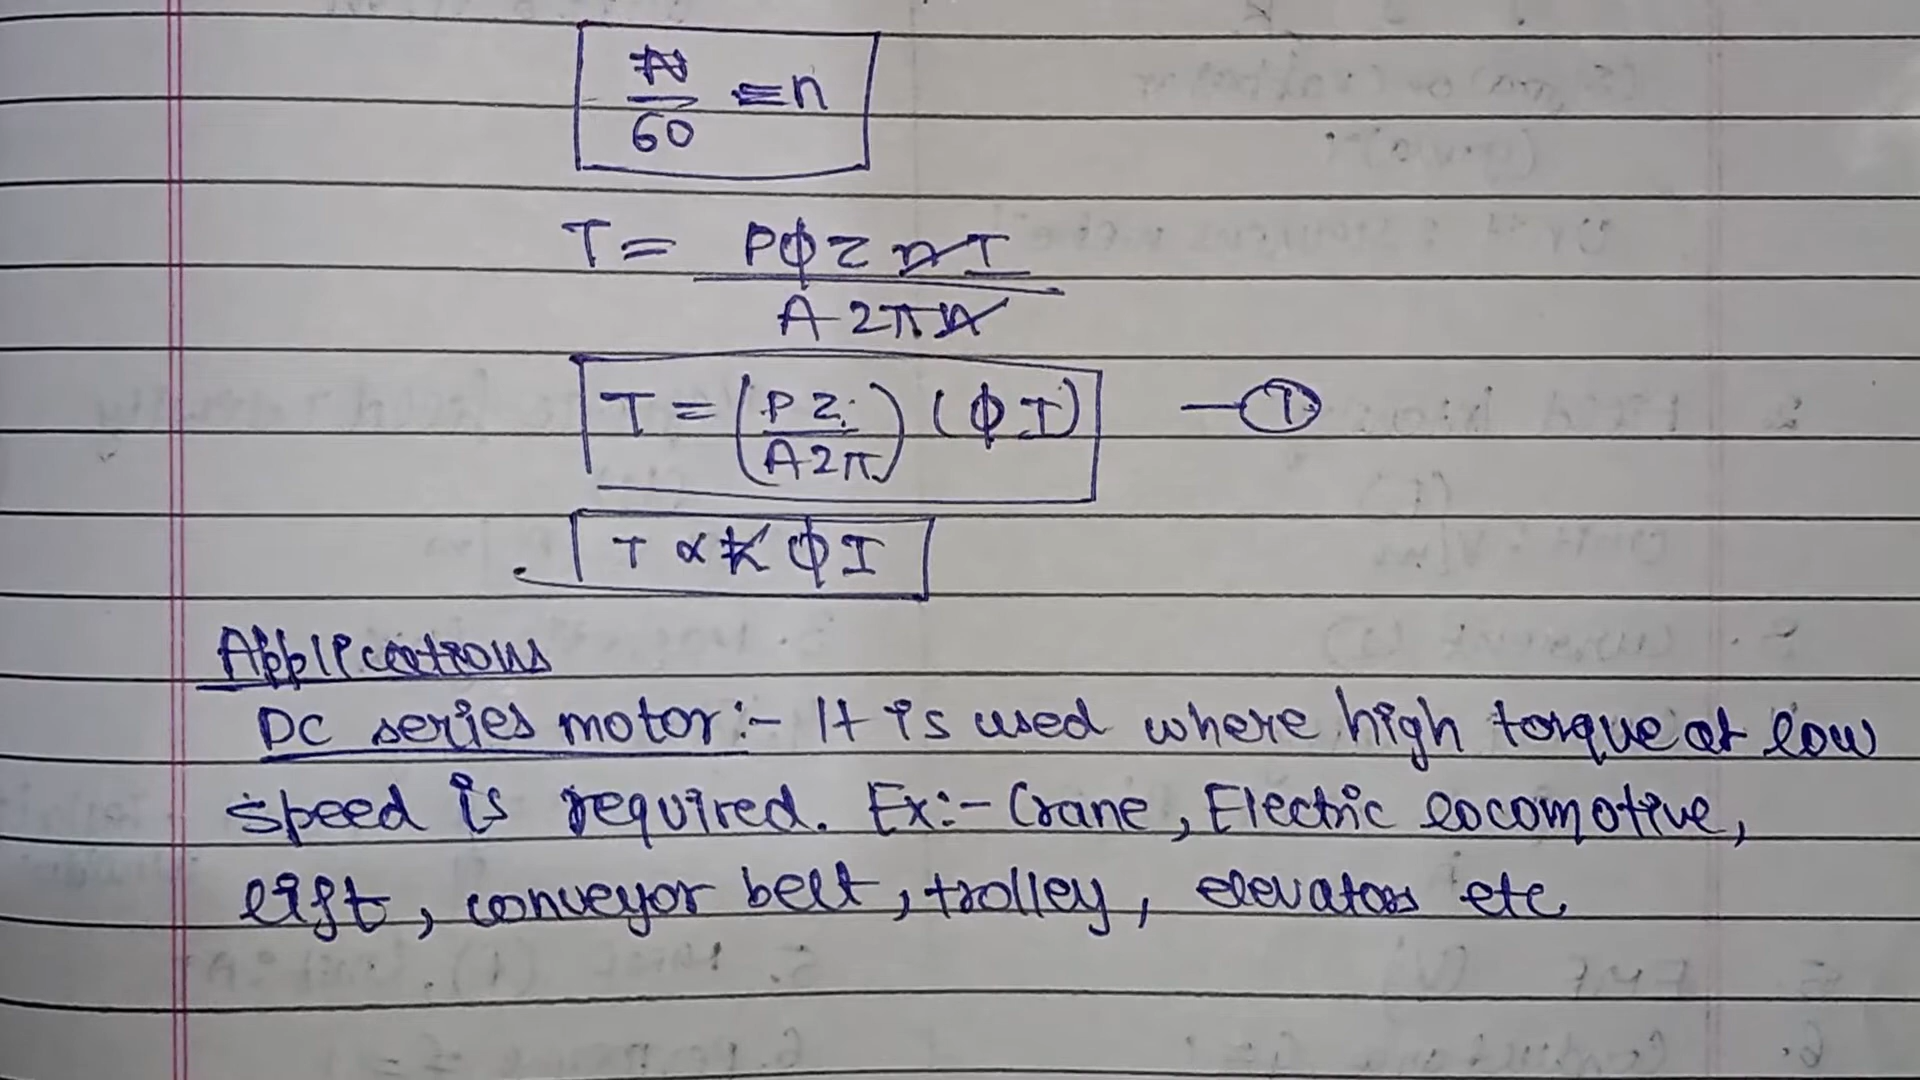 N/60 = n
T = PΦZnI / A2πn
T = (PZ / A2π) (ΦI) — 1
T ∝ K Φ I
Applications
DC series motor:- It is used where high torque at low
speed is required. Ex:- Crane, Electric locomotive,
lift, conveyor belt, trolley, elevators etc